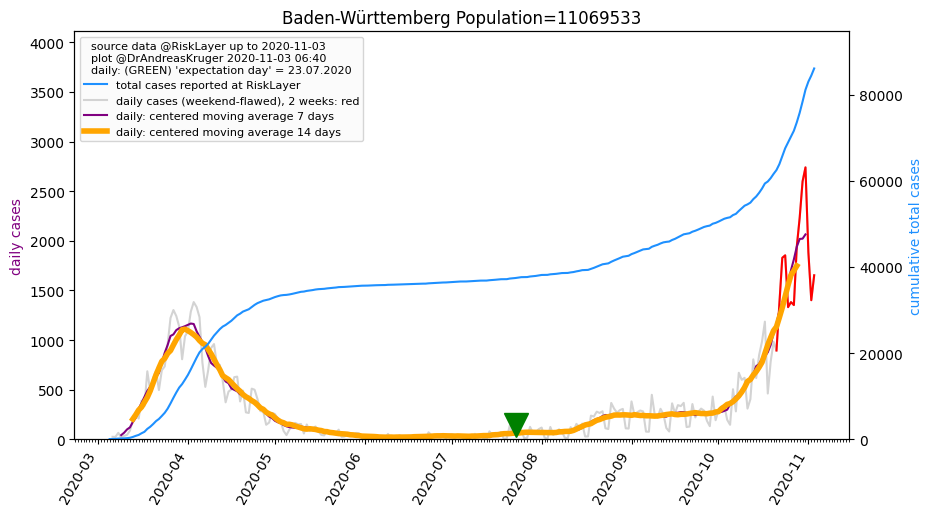 Baden-Württemberg Population=11069533
source data @RiskLayer up to 2020-11-03
plot @DrAndreasKruger 2020-11-03 06:40
daily: (GREEN) 'expectation day' = 23.07.2020
total cases reported at RiskLayer
daily cases (weekend-flawed), 2 weeks: red
daily: centered moving average 7 days
daily: centered moving average 14 days
daily cases
4000
3500
3000
2500
2000
1500
1000
500
0
cumulative total cases
80000
60000
40000
20000
0
2020-03
2020-04
2020-05
2020-06
2020-07
2020-08
2020-09
2020-10
2020-11